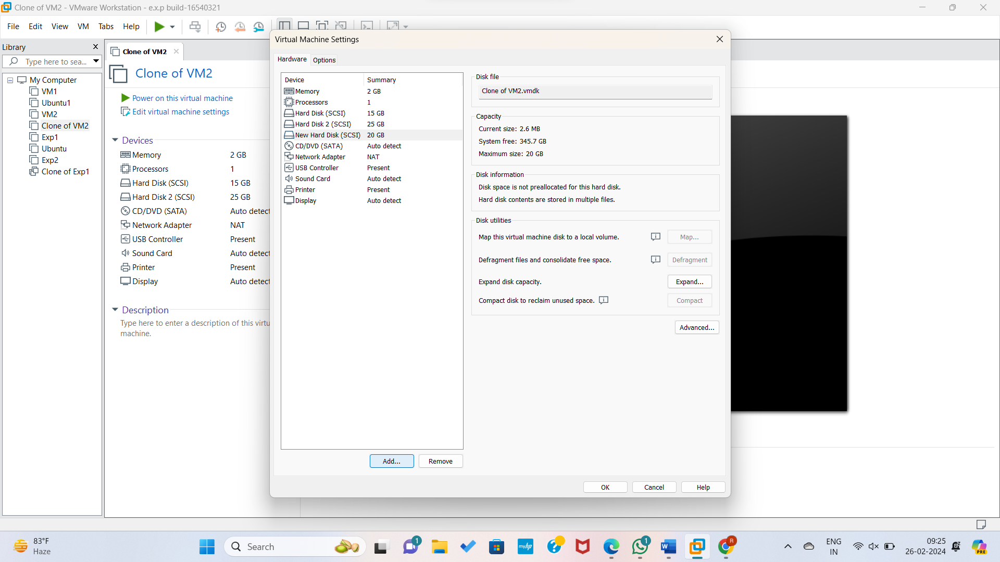 Clone of VM2 - VMware Workstation - e.x.p build-16540321
File Edit View VM Tabs Help
Library
Type here to sea...
My Computer
VM1
Ubuntu1
VM2
Clone of VM2
Exp1
Ubuntu
Exp2
Clone of Exp1
Clone of VM2
Clone of VM2
Power on this virtual machine
Edit virtual machine settings
Devices
Memory 2 GB
Processors 1
Hard Disk (SCSI) 15 GB
Hard Disk 2 (SCSI) 25 GB
CD/DVD (SATA) Auto detect
Network Adapter NAT
USB Controller Present
Sound Card Auto detect
Printer Present
Display Auto detect
Description
Type here to enter a description of this virtu
machine.
Virtual Machine Settings
Hardware Options
Device Summary
Memory 2 GB
Processors 1
Hard Disk (SCSI) 15 GB
Hard Disk 2 (SCSI) 25 GB
New Hard Disk (SCSI) 20 GB
CD/DVD (SATA) Auto detect
Network Adapter NAT
USB Controller Present
Sound Card Auto detect
Printer Present
Display Auto detect
Add... Remove
Disk file
Clone of VM2.vmdk
Capacity
Current size: 2.6 MB
System free: 345.7 GB
Maximum size: 20 GB
Disk information
Disk space is not preallocated for this hard disk.
Hard disk contents are stored in multiple files.
Disk utilities
Map this virtual machine disk to a local volume. Map...
Defragment files and consolidate free space. Defragment
Expand disk capacity. Expand...
Compact disk to reclaim unused space. Compact
Advanced...
OK Cancel Help
83°F
Haze
Search
1
myhp
?
1
W
R
ENG
IN
09:25
26-02-2024
PRE